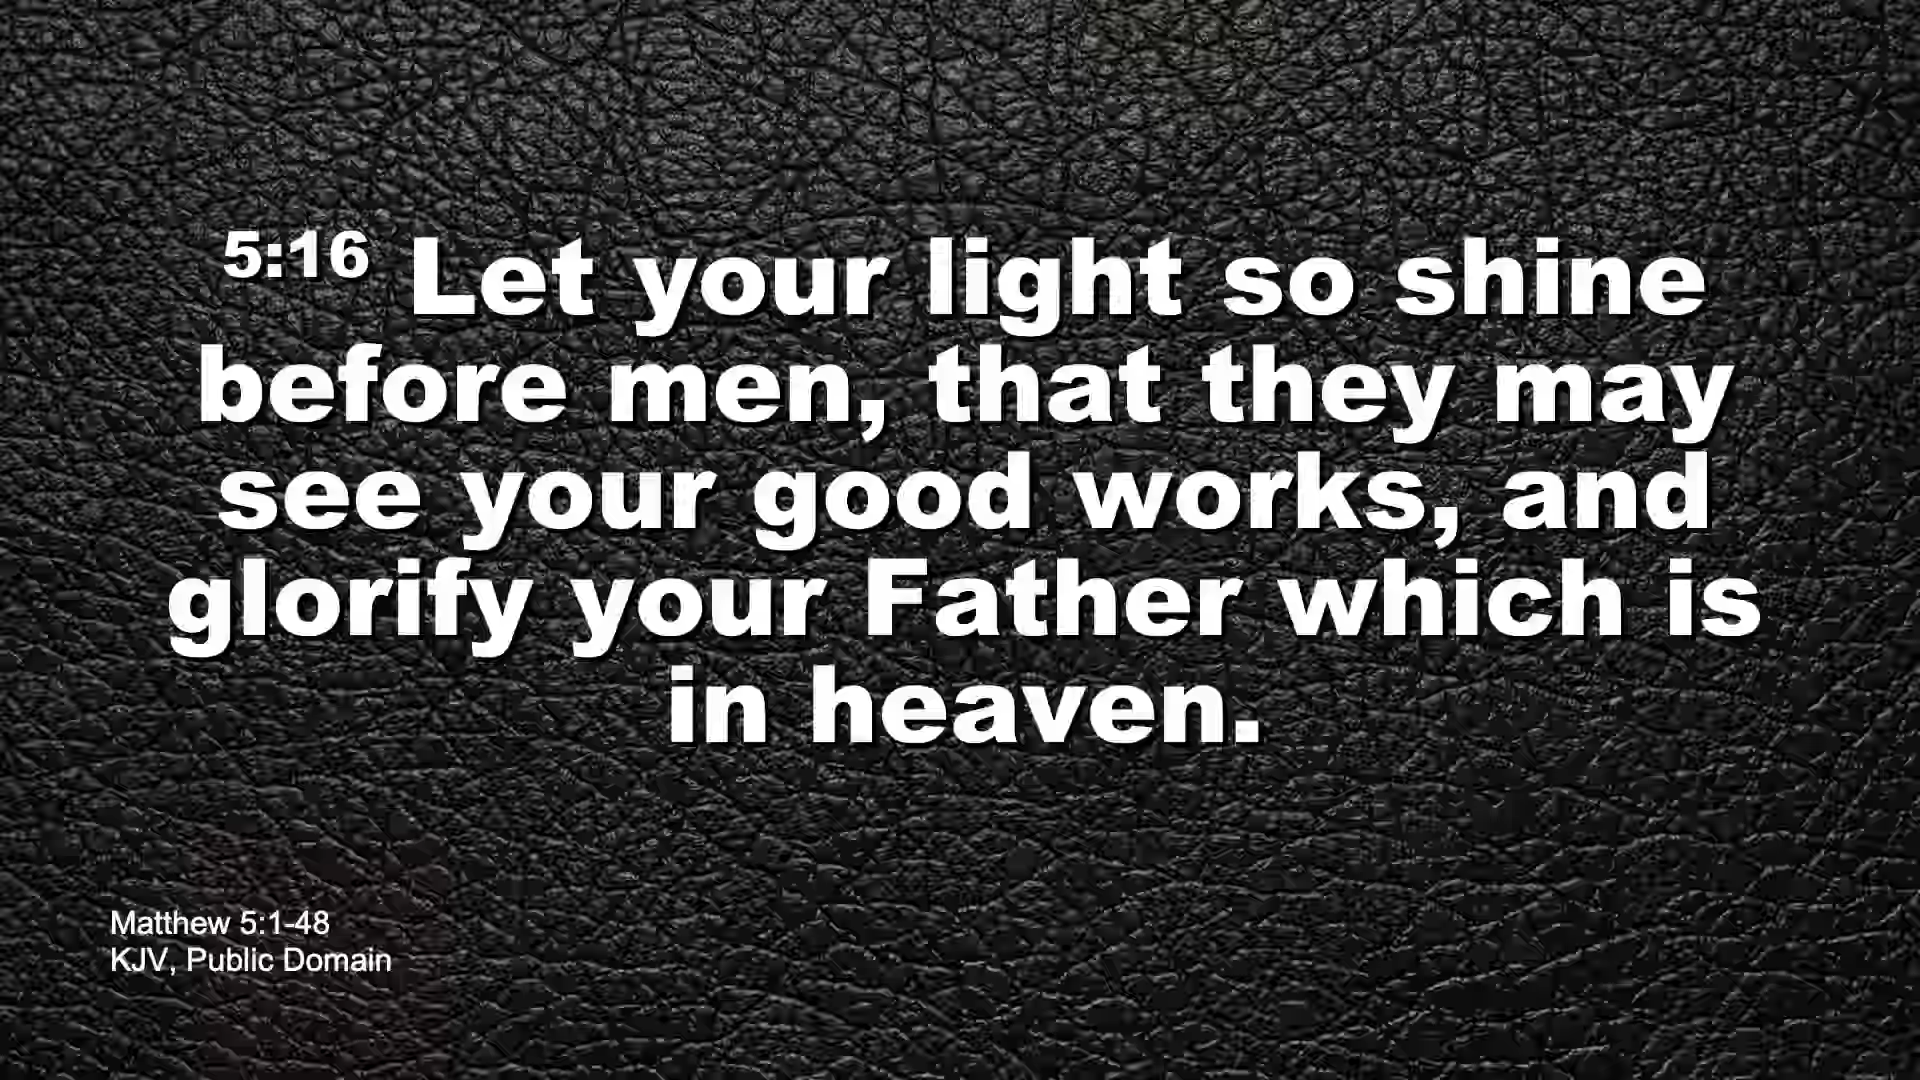 5:16 Let your light so shine
before men, that they may
see your good works, and
glorify your Father which is
in heaven.
Matthew 5:1-48
KJV, Public Domain